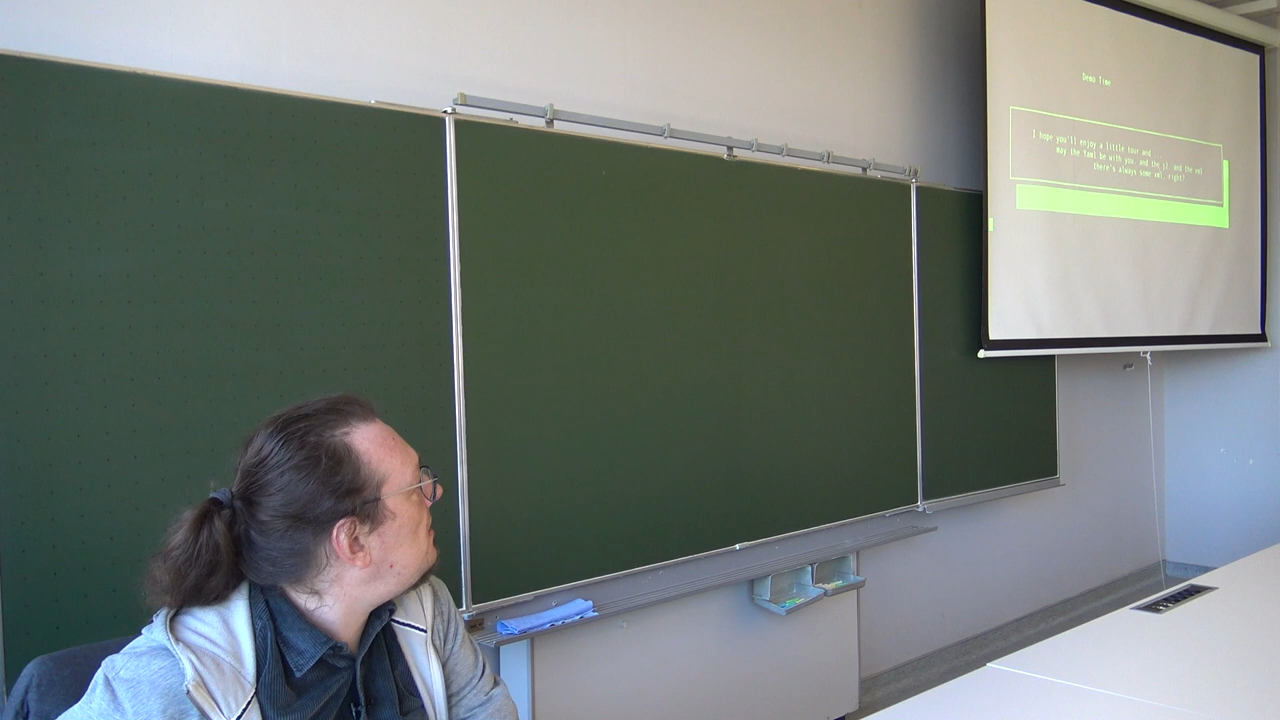 Demo Time
I hope you'll enjoy a little tour and
may the yaml be with you. and the j2. and the xml
there's always some xml, right?